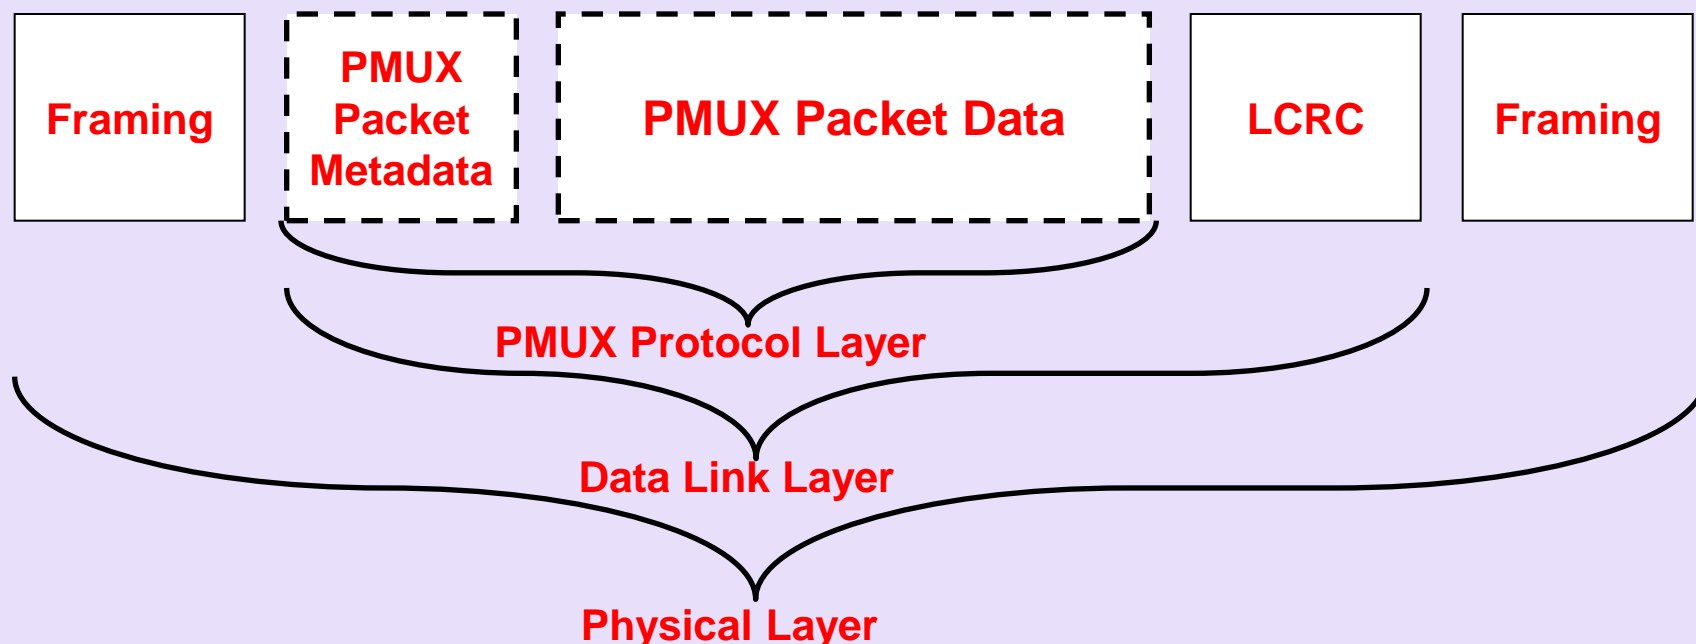 Framing
PMUX
Packet
Metadata
PMUX Packet Data
LCRC
Framing
PMUX Protocol Layer
Data Link Layer
Physical Layer